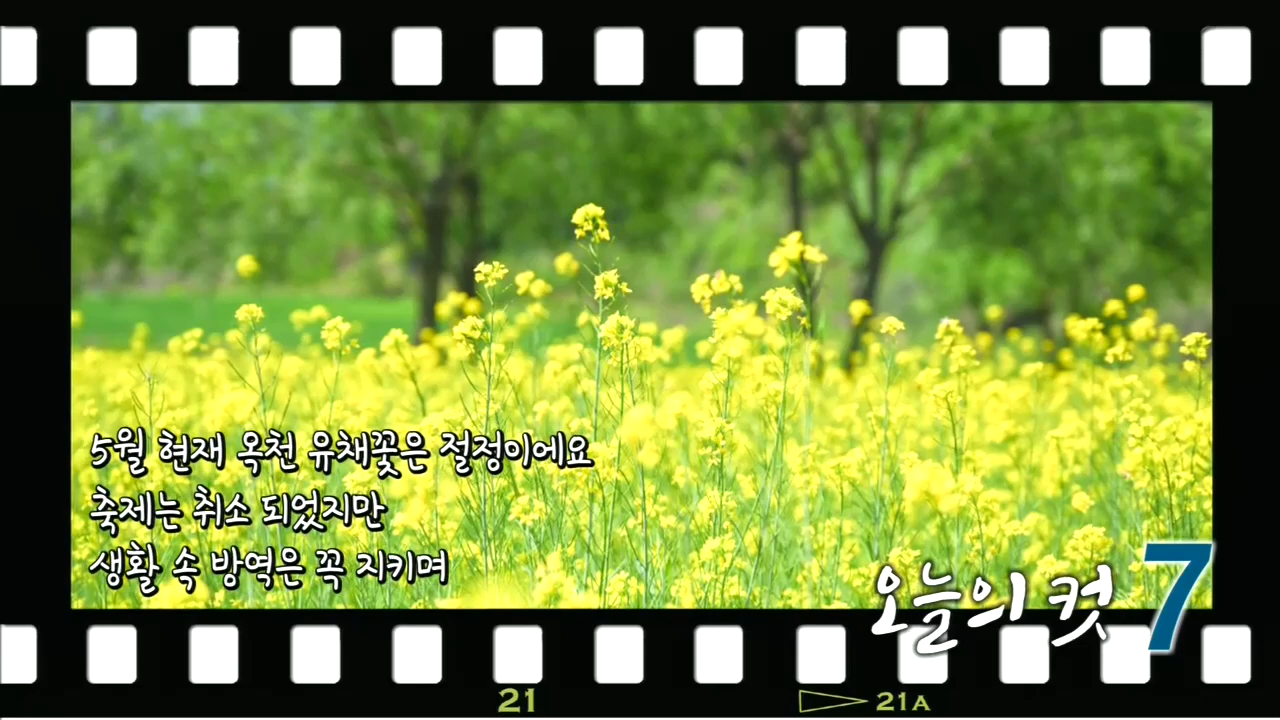 5월 현재 옥천 유채꽃은 절정이에요
축제는 취소 되었지만
생활 속 방역은 꼭 지키며
오늘의 컷 7
21
21A